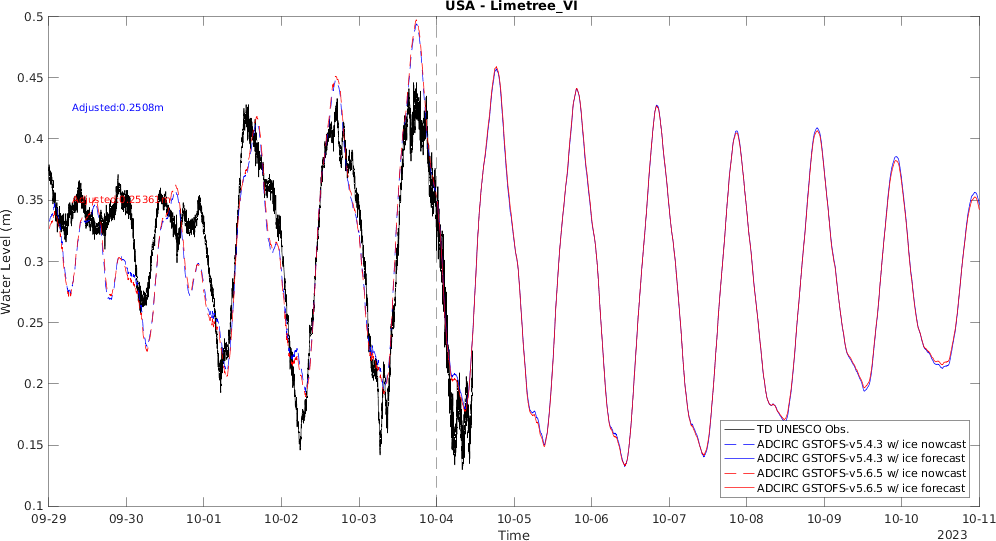 USA - Limetree_VI
0.5
0.45
0.4
0.35
0.3
0.25
0.2
0.15
0.1
Water Level (m)
Adjusted:0.2508m
TD UNESCO Obs.
ADCIRC GSTOFS-v5.4.3 w/ ice nowcast
ADCIRC GSTOFS-v5.4.3 w/ ice forecast
ADCIRC GSTOFS-v5.6.5 w/ ice nowcast
ADCIRC GSTOFS-v5.6.5 w/ ice forecast
09-29 09-30 10-01 10-02 10-03 10-04 10-05 10-06 10-07 10-08 10-09 10-10 10-11
Time
2023